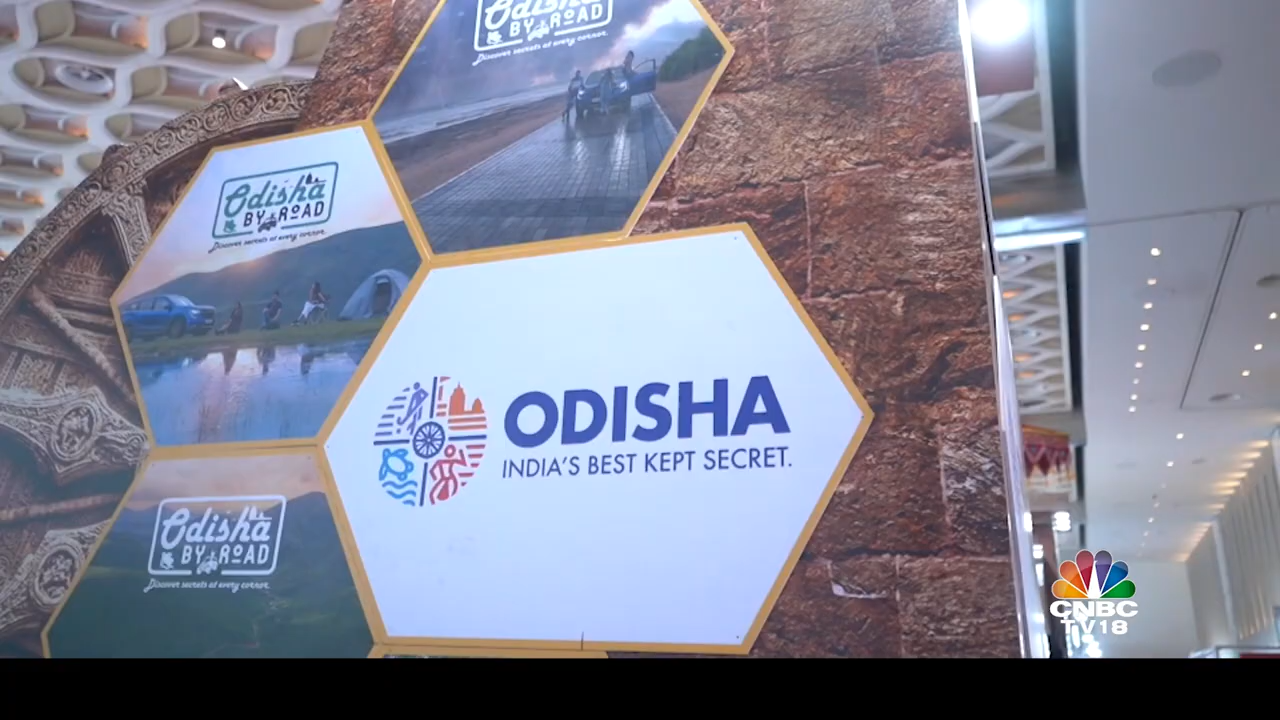 Odisha
BY ROAD
Discover secrets at every corner.
Odisha
BY ROAD
Discover secrets at every corner.
ODISHA
INDIA'S BEST KEPT SECRET.
Odisha
BY ROAD
Discover secrets at every corner.
CNBC
TV18